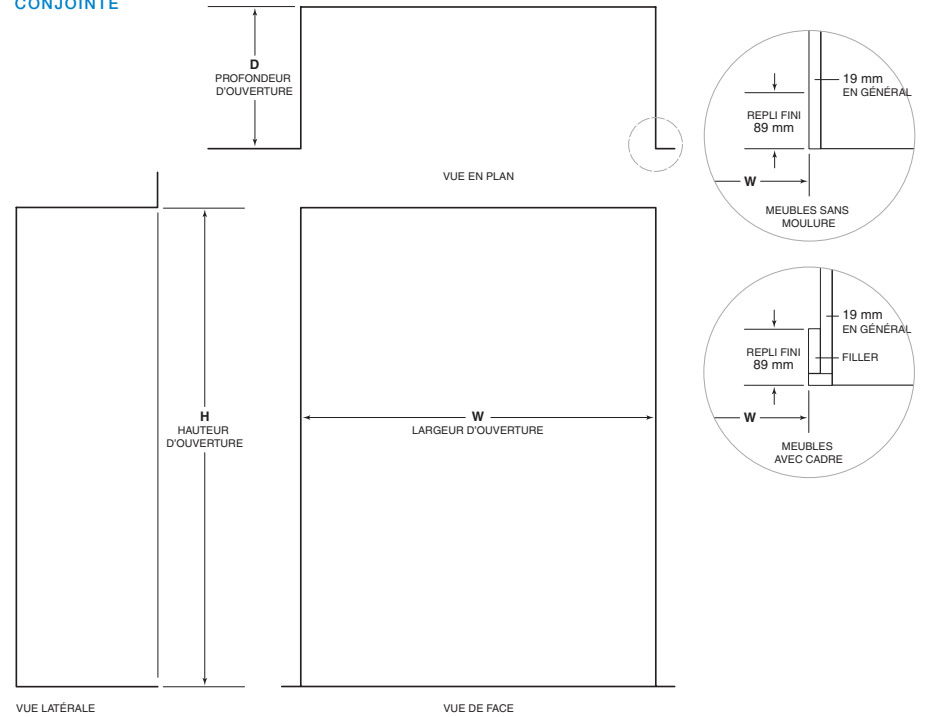 CONJOINTE
D
PROFONDEUR
D'OUVERTURE
VUE EN PLAN
19 mm
EN GÉNÉRAL
REPLI FINI
89 mm
W
MEUBLES SANS
MOULURE
19 mm
EN GÉNÉRAL
REPLI FINI
89 mm
FILLER
W
MEUBLES
AVEC CADRE
H
HAUTEUR
D'OUVERTURE
W
LARGEUR D'OUVERTURE
VUE LATÉRALE
VUE DE FACE